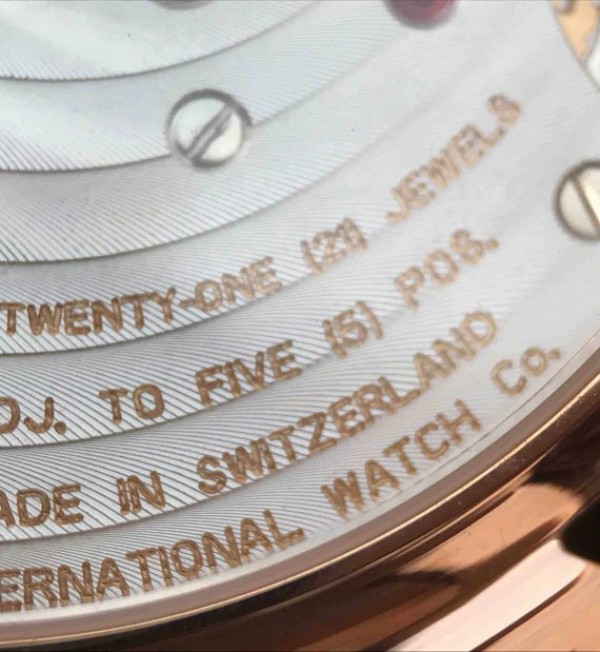 TWENTY-ONE (21) JEWELS
DJ. TO FIVE (5) POS.
ADE IN SWITZERLAND
ERNATIONAL WATCH Co.